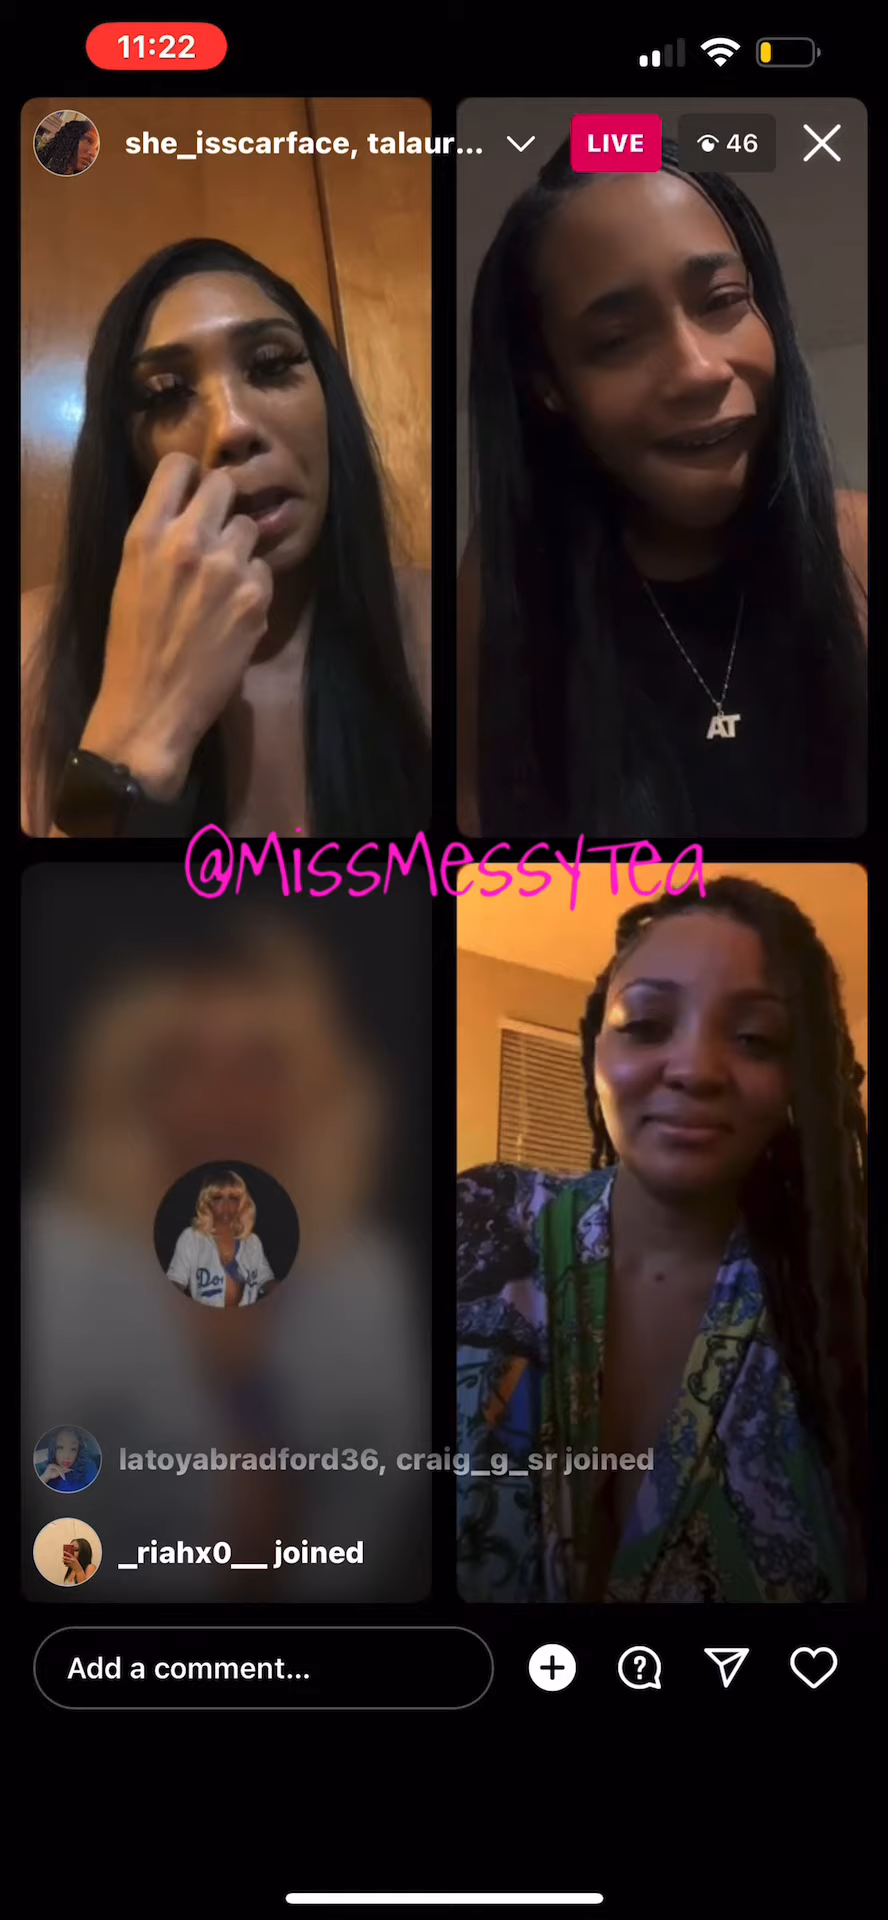 11:22
she_isscarface, talaur...
LIVE
46
AT
@MissMessyTea
latoyabradford36, craig_g_sr joined
_riahx0__ joined
Add a comment...